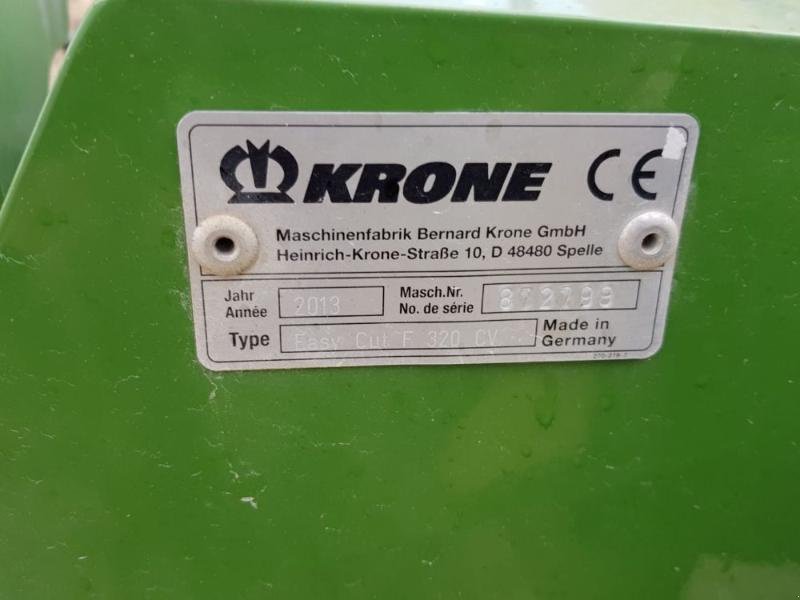 KRONE CE
Maschinenfabrik Bernard Krone GmbH
Heinrich-Krone-Straße 10, D 48480 Spelle
Jahr
Année 2013
Masch.Nr.
No. de série 872799
Type Easy Cut F 320 CV
Made in
Germany